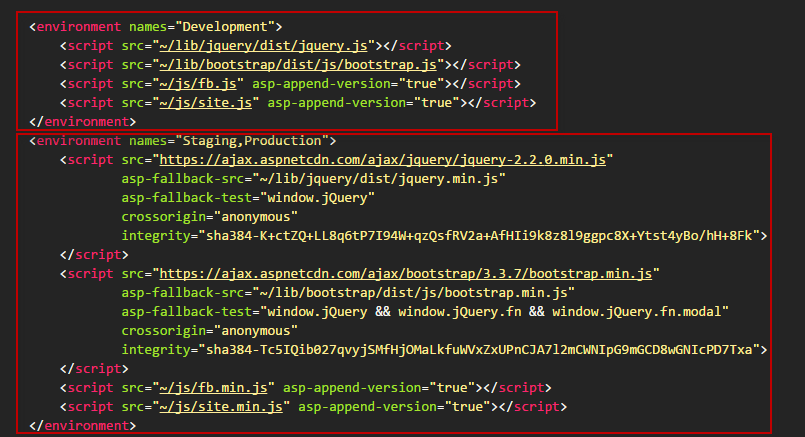 <environment names="Development">
<script src="~/lib/jquery/dist/jquery.js"></script>
<script src="~/lib/bootstrap/dist/js/bootstrap.js"></script>
<script src="~/js/fb.js" asp-append-version="true"></script>
<script src="~/js/site.js" asp-append-version="true"></script>
</environment>
<environment names="Staging,Production">
<script src="https://ajax.aspnetcdn.com/ajax/jquery/jquery-2.2.0.min.js"
asp-fallback-src="~/lib/jquery/dist/jquery.min.js"
asp-fallback-test="window.jQuery"
crossorigin="anonymous"
integrity="sha384-K+ctZQ+LL8q6tP7I94W+qzQsfRV2a+AfHIi9k8z8l9ggpc8X+Ytst4yBo/hH+8Fk">
</script>
<script src="https://ajax.aspnetcdn.com/ajax/bootstrap/3.3.7/bootstrap.min.js"
asp-fallback-src="~/lib/bootstrap/dist/js/bootstrap.min.js"
asp-fallback-test="window.jQuery && window.jQuery.fn && window.jQuery.fn.modal"
crossorigin="anonymous"
integrity="sha384-Tc5IQib027qvyjSMfHjOMaLkfuWVxZxUPnCJA7l2mCWNIpG9mGCD8wGNIcPD7Txa">
</script>
<script src="~/js/fb.min.js" asp-append-version="true"></script>
<script src="~/js/site.min.js" asp-append-version="true"></script>
</environment>